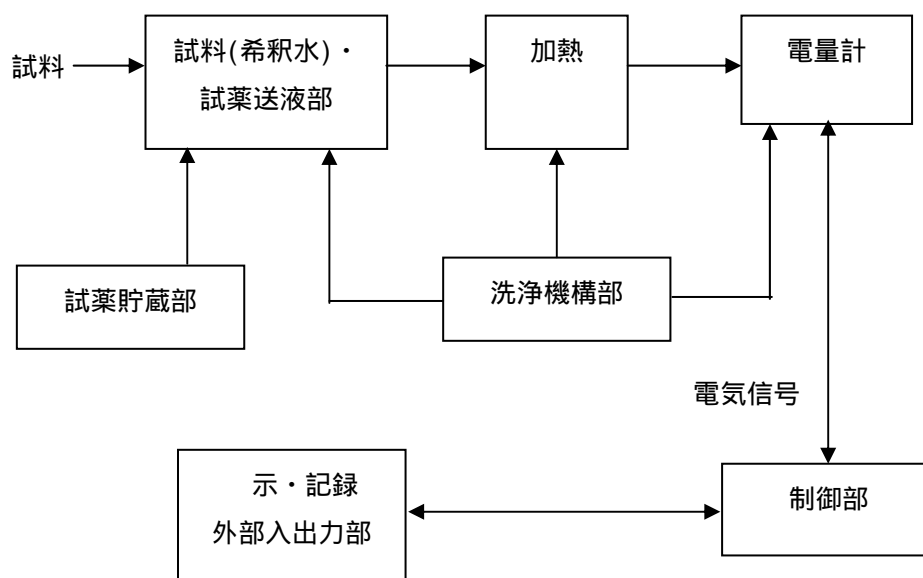 試料
試料(希釈水)・
試薬送液部
加熱
電量計
試薬貯蔵部
洗浄機構部
電気信号
示・記録
外部入出力部
制御部